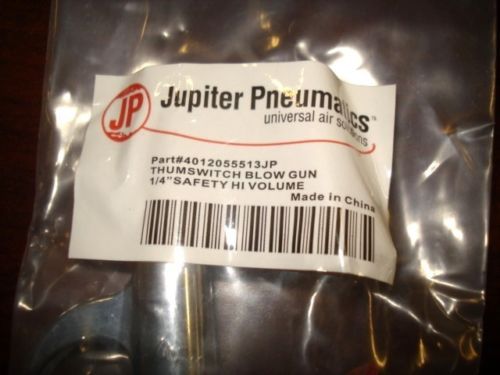 JP
Jupiter Pneumatics
universal air solutions
Part#4012055513JP
THUMSWITCH BLOW GUN
1/4" SAFETY HI VOLUME
Made in China